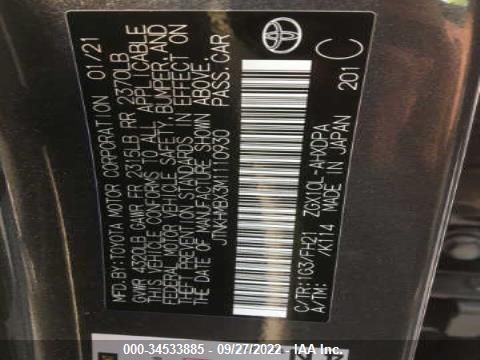 MFD.BY: TOYOTA MOTOR CORPORATION 01/21
GVWR 4320LB GAWR FR 2315LB RR 2370LB
THIS VEHICLE CONFORMS TO ALL APPLICABLE
FEDERAL MOTOR VEHICLE SAFETY, BUMPER, AND
THEFT PREVENTION STANDARDS IN EFFECT ON
THE DATE OF MANUFACTURE SHOWN ABOVE.
JTNKHMBX3M1110930 PASS.CAR
C/TR:1G3/FH21 ZGX10L-AHXDPA
A/TM: /K114 MADE IN JAPAN 201 C
000-34533885 - 09/27/2022 -